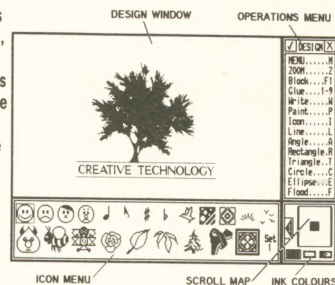 DESIGN WINDOW
OPERATIONS MENU
DESIGN
MENU......M
ZOOM......Z
Block....F1
Glue....1-9
Write.....W
Paint.....P
Icon......I
Line......L
Angle.....A
Rectangle.R
Triangle..T
Circle....C
Ellipse...E
Flood.....F
CREATIVE TECHNOLOGY
Set
1
ICON MENU
SCROLL MAP
INK COLOURS